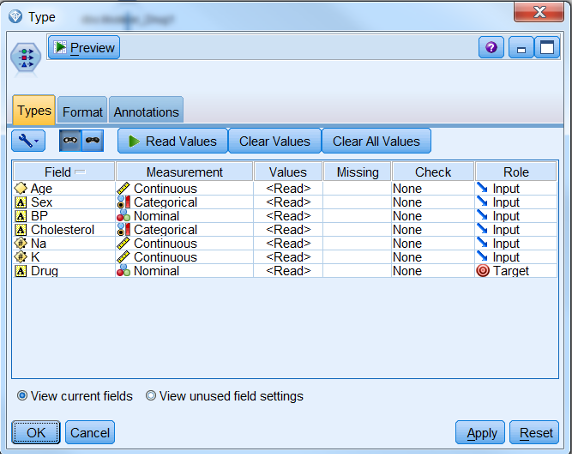 Type
Preview
Types Format Annotations
Read Values Clear Values Clear All Values
Field Measurement Values Missing Check Role
Age Continuous <Read> None Input
Sex Categorical <Read> None Input
BP Nominal <Read> None Input
Cholesterol Categorical <Read> None Input
Na Continuous <Read> None Input
K Continuous <Read> None Input
Drug Nominal <Read> None Target
View current fields View unused field settings
OK Cancel Apply Reset